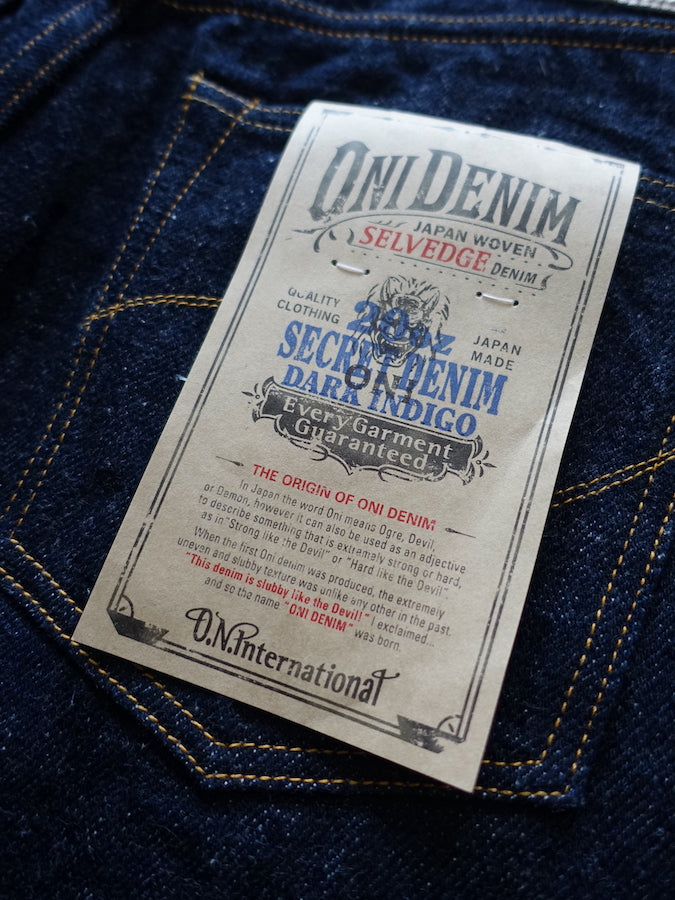 ONI DENIM
JAPAN WOVEN
SELVEDGE DENIM
QUALITY
CLOTHING
20oz
JAPAN
MADE
SECRET DENIM
ONI
DARK INDIGO
Every Garment
Guaranteed
THE ORIGIN OF ONI DENIM
In Japan the word Oni means Ogre, Devil,
or Demon, however it can also be used as an adjective
to describe something that is extremely strong or hard,
as in "Strong like the Devil" or "Hard like the Devil".
When the first Oni denim was produced, the extremely
uneven and slubby texture was unlike any other in the past.
"This denim is slubby like the Devil!" I exclaimed...
and so the name "ONI DENIM" was born.
O.N.International